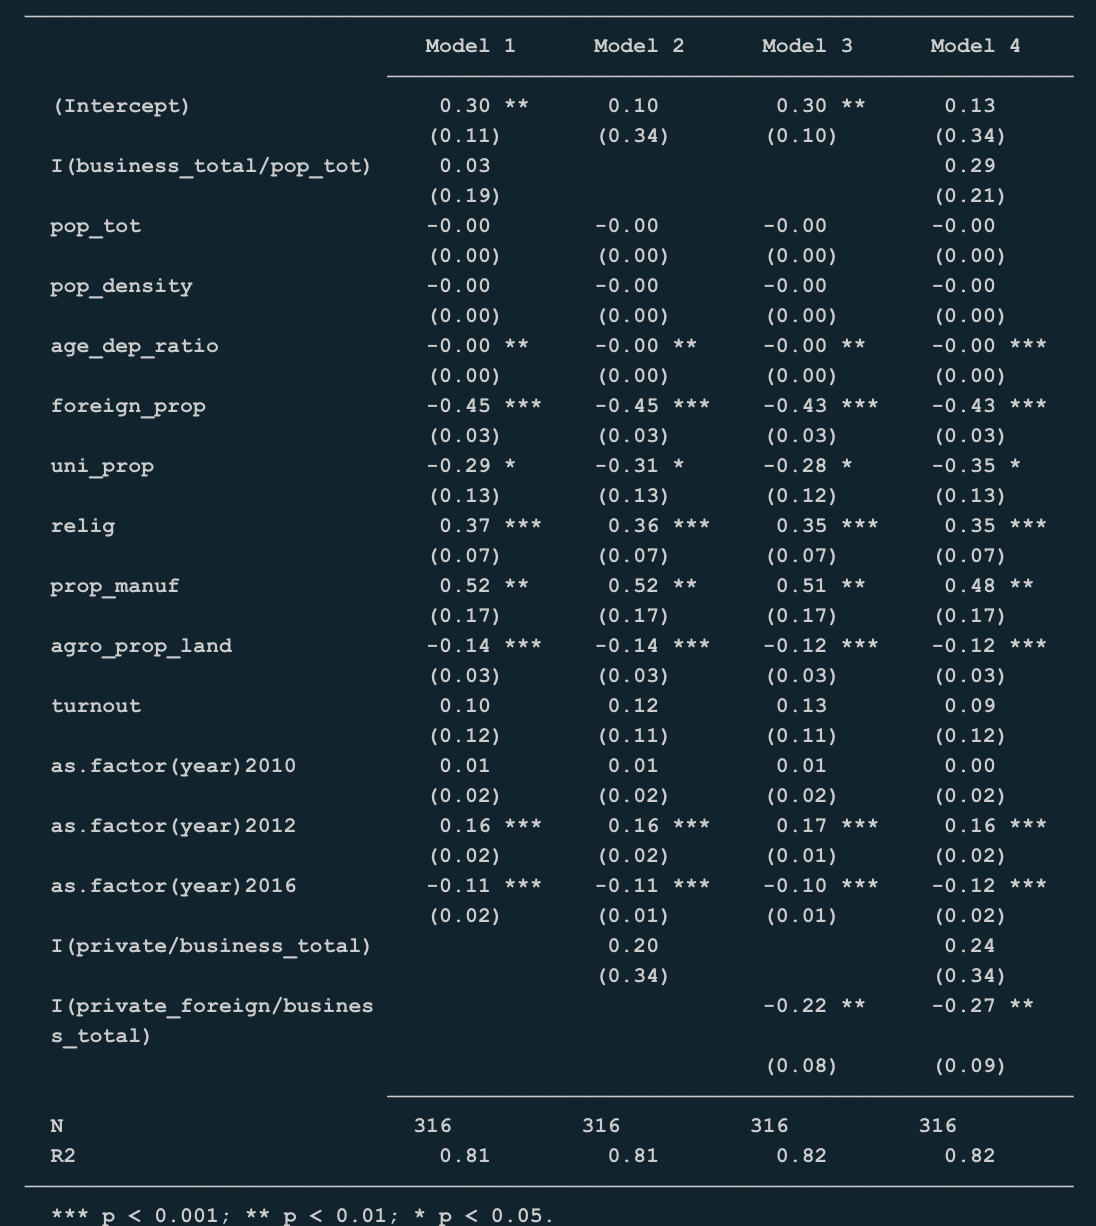 Model 1 Model 2 Model 3 Model 4
(Intercept) 0.30 ** 0.10 0.30 ** 0.13
(0.11) (0.34) (0.10) (0.34)
I(business_total/pop_tot) 0.03 0.29
(0.19) (0.21)
pop_tot -0.00 -0.00 -0.00 -0.00
(0.00) (0.00) (0.00) (0.00)
pop_density -0.00 -0.00 -0.00 -0.00
(0.00) (0.00) (0.00) (0.00)
age_dep_ratio -0.00 ** -0.00 ** -0.00 ** -0.00 ***
(0.00) (0.00) (0.00) (0.00)
foreign_prop -0.45 *** -0.45 *** -0.43 *** -0.43 ***
(0.03) (0.03) (0.03) (0.03)
uni_prop -0.29 * -0.31 * -0.28 * -0.35 *
(0.13) (0.13) (0.12) (0.13)
relig 0.37 *** 0.36 *** 0.35 *** 0.35 ***
(0.07) (0.07) (0.07) (0.07)
prop_manuf 0.52 ** 0.52 ** 0.51 ** 0.48 **
(0.17) (0.17) (0.17) (0.17)
agro_prop_land -0.14 *** -0.14 *** -0.12 *** -0.12 ***
(0.03) (0.03) (0.03) (0.03)
turnout 0.10 0.12 0.13 0.09
(0.12) (0.11) (0.11) (0.12)
as.factor(year)2010 0.01 0.01 0.01 0.00
(0.02) (0.02) (0.02) (0.02)
as.factor(year)2012 0.16 *** 0.16 *** 0.17 *** 0.16 ***
(0.02) (0.02) (0.01) (0.02)
as.factor(year)2016 -0.11 *** -0.11 *** -0.10 *** -0.12 ***
(0.02) (0.01) (0.01) (0.02)
I(private/business_total) 0.20 0.24
(0.34) (0.34)
I(private_foreign/busines -0.22 ** -0.27 **
s_total)
(0.08) (0.09)
N 316 316 316 316
R2 0.81 0.81 0.82 0.82
*** p < 0.001; ** p < 0.01; * p < 0.05.